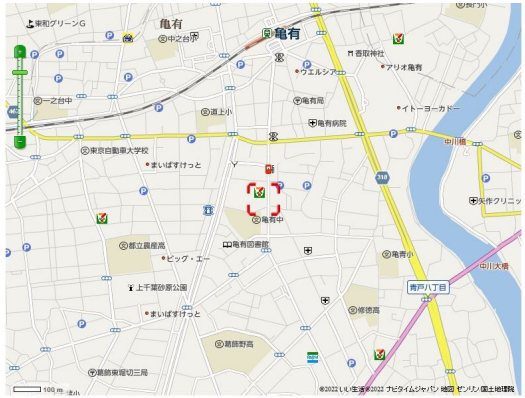 東和グリーンG
亀有
中之台小
亀有
香取神社
ウエルシア
アリオ亀有
一之台中
亀有局
イトーヨーカドー
道上小
亀有病院
中川橋
東京自動車大学校
まいばすけっと
318
矢作クリニッ
亀有中
都立農産高
亀有図書館
ビッグ・エー
亀青小
中川大橋
上千葉砂原公園
青戸八丁目
まいばすけっと
修徳高
葛飾野高
葛飾東堀切三局
100 m
©2022 いい生活©2022 ナビタイムジャパン 地図 ゼンリン/国土地理院